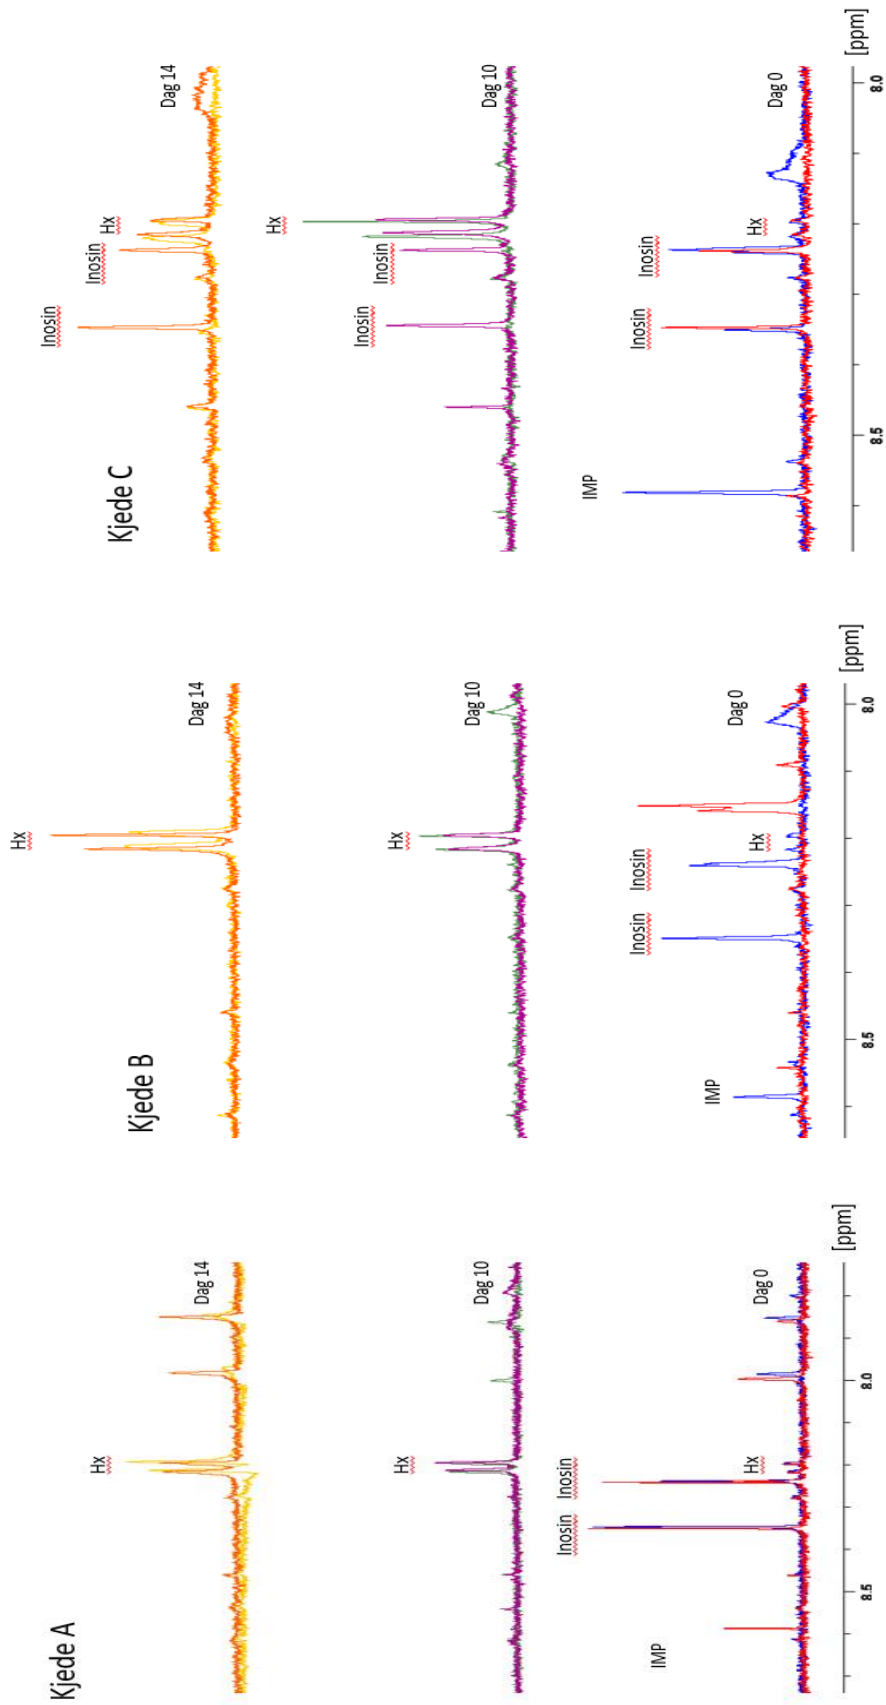 Kjede A
Dag 14
Hx
Dag 10
Hx
Dag 0
IMP
Inosin
Inosin
Hx
8.5
8.0
[ppm]
Kjede B
Dag 14
Hx
Dag 10
Hx
Dag 0
IMP
Inosin
Inosin
Hx
8.5
8.0
[ppm]
Kjede C
Dag 14
Inosin
Inosin
Hx
Dag 10
Inosin
Inosin
Hx
Dag 0
IMP
Inosin
Inosin
Hx
8.5
8.0
[ppm]